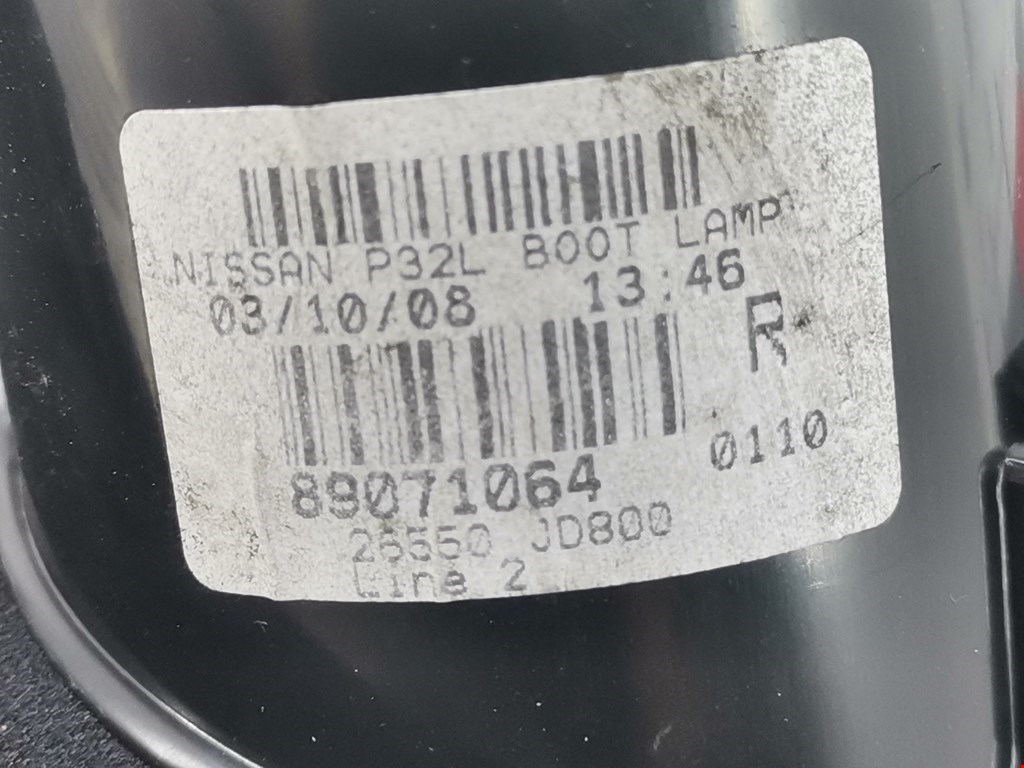 NISSAN P32L BOOT LAMP
03/10/08 13:46
R
89071064 0110
26550 JD800
Line 2